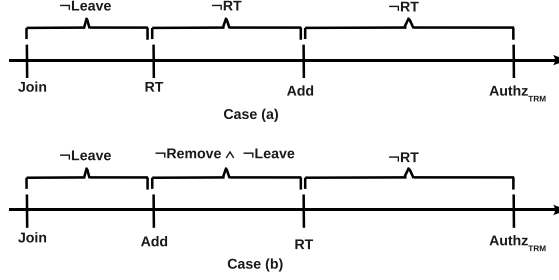 ¬Leave ¬RT ¬RT
Join RT Add Authz_TRM
Case (a)
¬Leave ¬Remove ∧ ¬Leave ¬RT
Join Add RT Authz_TRM
Case (b)